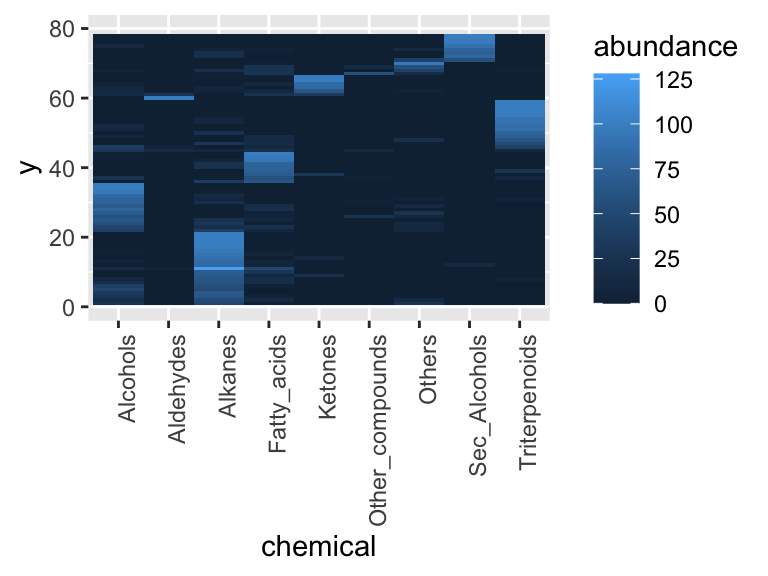 80
60
40
20
0
y
Alcohols
Aldehydes
Alkanes
Fatty_acids
Ketones
Other_compounds
Others
Sec_Alcohols
Triterpenoids
chemical
abundance
125
100
75
50
25
0